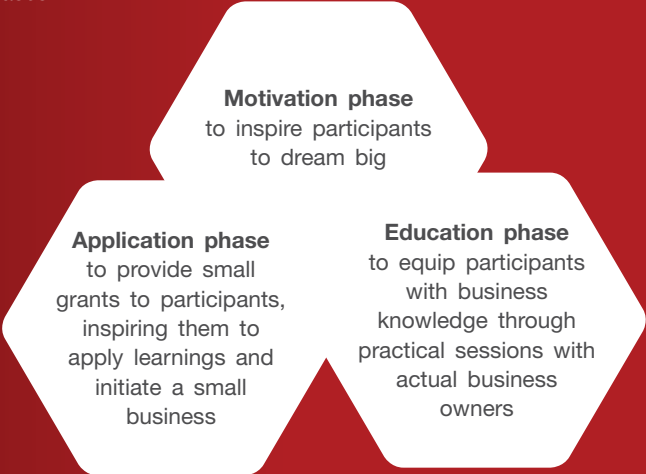 Motivation phase
to inspire participants
to dream big
Application phase
to provide small
grants to participants,
inspiring them to
apply learnings and
initiate a small
business
Education phase
to equip participants
with business
knowledge through
practical sessions with
actual business
owners